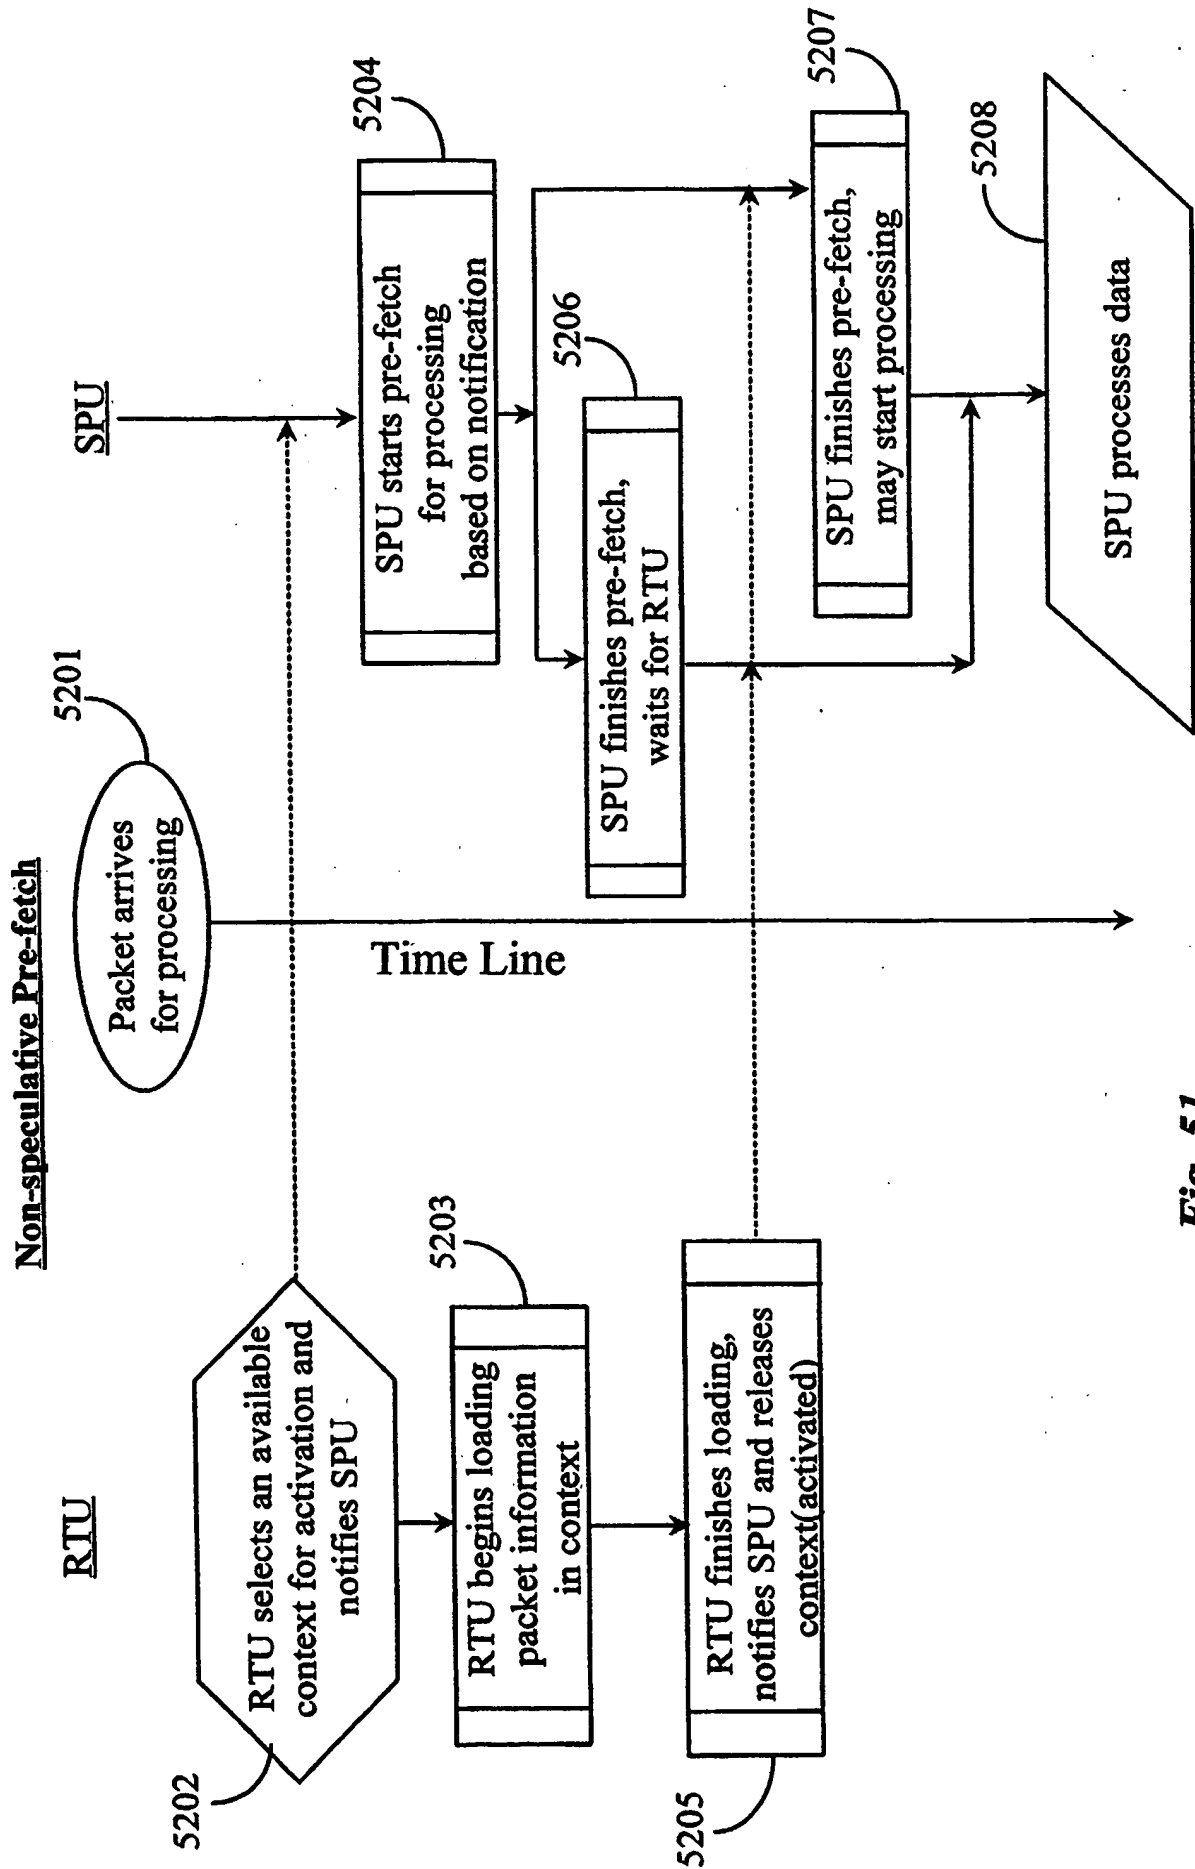 Non-speculative Pre-fetch
RTU
SPU
5201
Packet arrives
for processing
5202
RTU selects an available
context for activation and
notifies SPU
5203
RTU begins loading
packet information
in context
5204
SPU starts pre-fetch
for processing
based on notification
Time Line
5205
RTU finishes loading,
notifies SPU and releases
context(activated)
5206
SPU finishes pre-fetch,
waits for RTU
5207
SPU finishes pre-fetch,
may start processing
5208
SPU processes data
Fig. 51